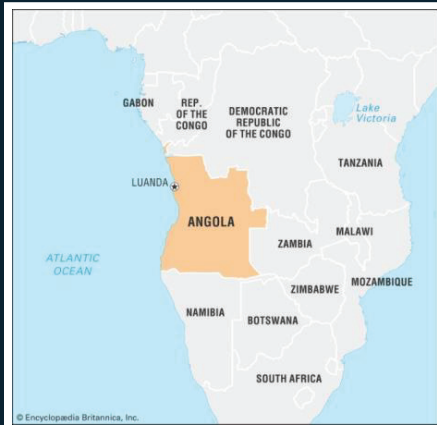 GABON
REP.
OF THE
CONGO
DEMOCRATIC
REPUBLIC
OF THE CONGO
Lake
Victoria
TANZANIA
LUANDA
ANGOLA
ATLANTIC
OCEAN
ZAMBIA
MALAWI
ZIMBABWE
MOZAMBIQUE
NAMIBIA
BOTSWANA
SOUTH AFRICA
© Encyclopædia Britannica, Inc.